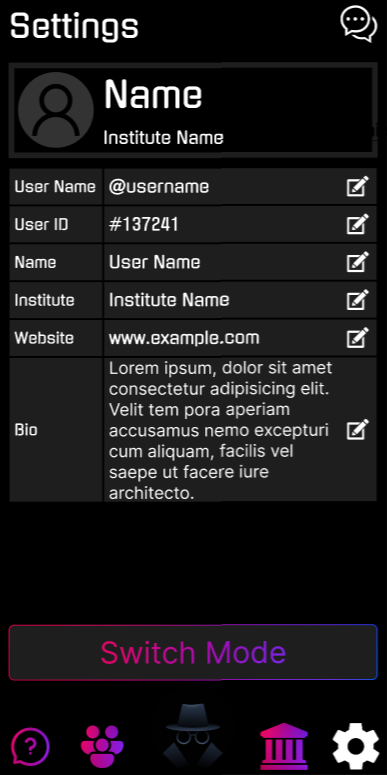 Settings
Name
Institute Name
User Name @username
User ID #137241
Name User Name
Institute Institute Name
Website www.example.com
Bio Lorem ipsum, dolor sit amet
consectetur adipisicing elit.
Velit tem pora aperiam
accusamus nemo excepturi
cum aliquam, facilis vel
saepe ut facere iure
architecto.
Switch Mode
?